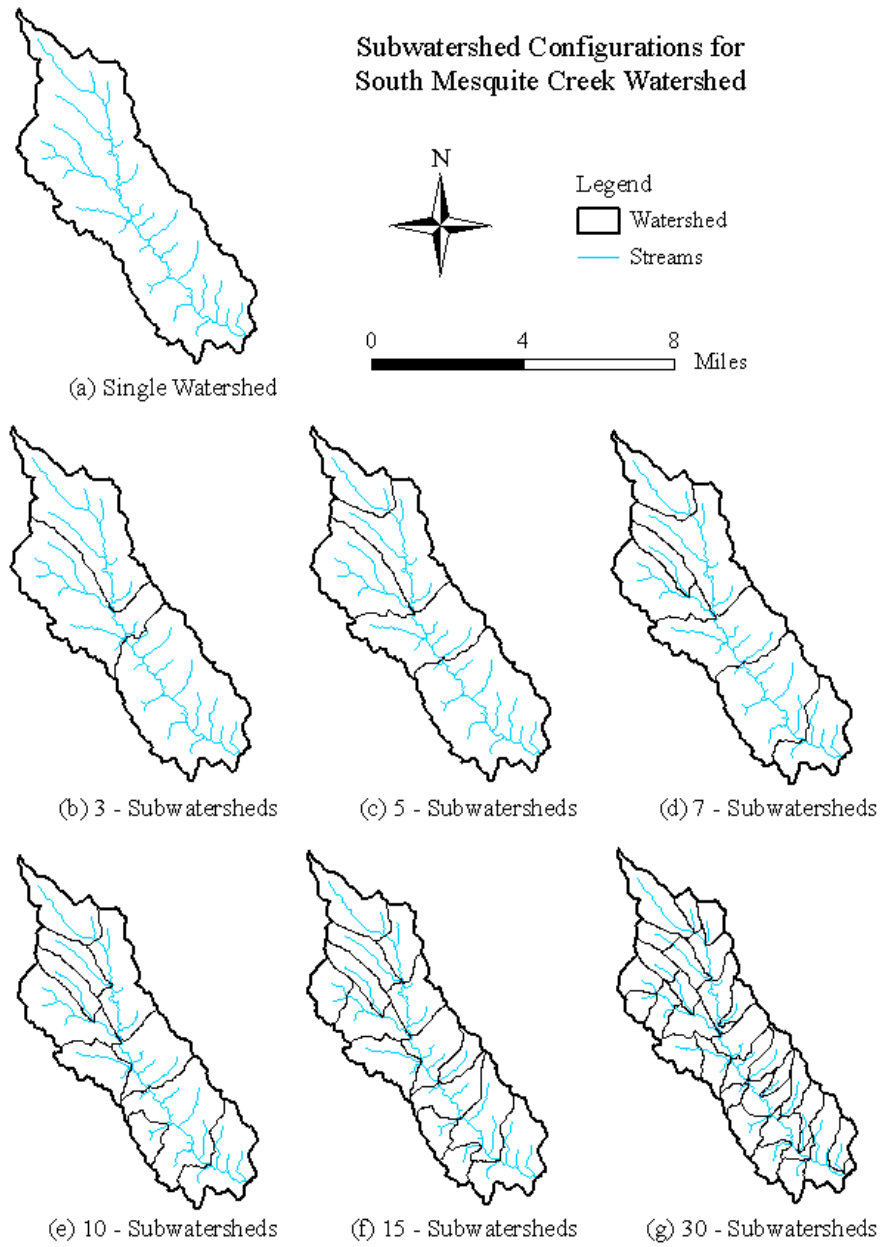 Subwatershed Configurations for
South Mesquite Creek Watershed
N
Legend
Watershed
Streams
0 4 8
Miles
(a) Single Watershed
(b) 3 - Subwatersheds
(c) 5 - Subwatersheds
(d) 7 - Subwatersheds
(e) 10 - Subwatersheds
(f) 15 - Subwatersheds
(g) 30 - Subwatersheds